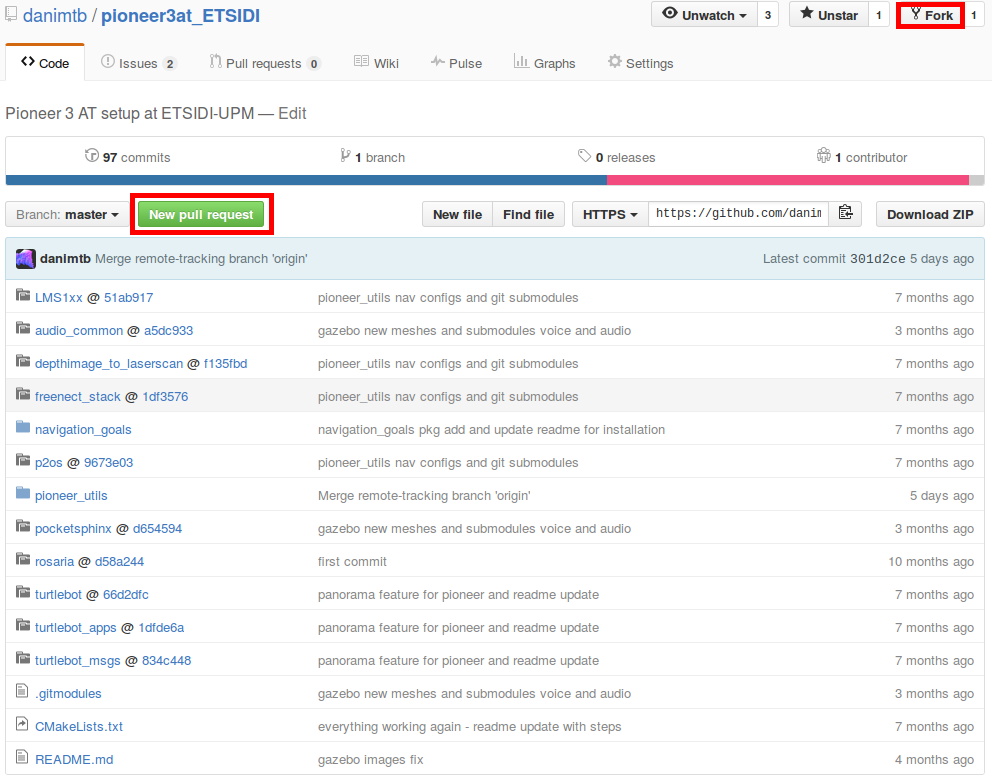 danimtb / pioneer3at_ETSIDI Unwatch 3 Unstar 1 Fork 1
Code Issues 2 Pull requests 0 Wiki Pulse Graphs Settings
Pioneer 3 AT setup at ETSIDI-UPM — Edit
97 commits 1 branch 0 releases 1 contributor
Branch: master New pull request New file Find file HTTPS https://github.com/danim Download ZIP
danimtb Merge remote-tracking branch 'origin' Latest commit 301d2ce 5 days ago
LMS1xx @ 51ab917 pioneer_utils nav configs and git submodules 7 months ago
audio_common @ a5dc933 gazebo new meshes and submodules voice and audio 3 months ago
depthimage_to_laserscan @ f135fbd pioneer_utils nav configs and git submodules 7 months ago
freenect_stack @ 1df3576 pioneer_utils nav configs and git submodules 7 months ago
navigation_goals navigation_goals pkg add and update readme for installation 7 months ago
p2os @ 9673e03 pioneer_utils nav configs and git submodules 7 months ago
pioneer_utils Merge remote-tracking branch 'origin' 5 days ago
pocketsphinx @ d654594 gazebo new meshes and submodules voice and audio 3 months ago
rosaria @ d58a244 first commit 10 months ago
turtlebot @ 66d2dfc panorama feature for pioneer and readme update 7 months ago
turtlebot_apps @ 1dfde6a panorama feature for pioneer and readme update 7 months ago
turtlebot_msgs @ 834c448 panorama feature for pioneer and readme update 7 months ago
.gitmodules gazebo new meshes and submodules voice and audio 3 months ago
CMakeLists.txt everything working again - readme update with steps 7 months ago
README.md gazebo images fix 4 months ago